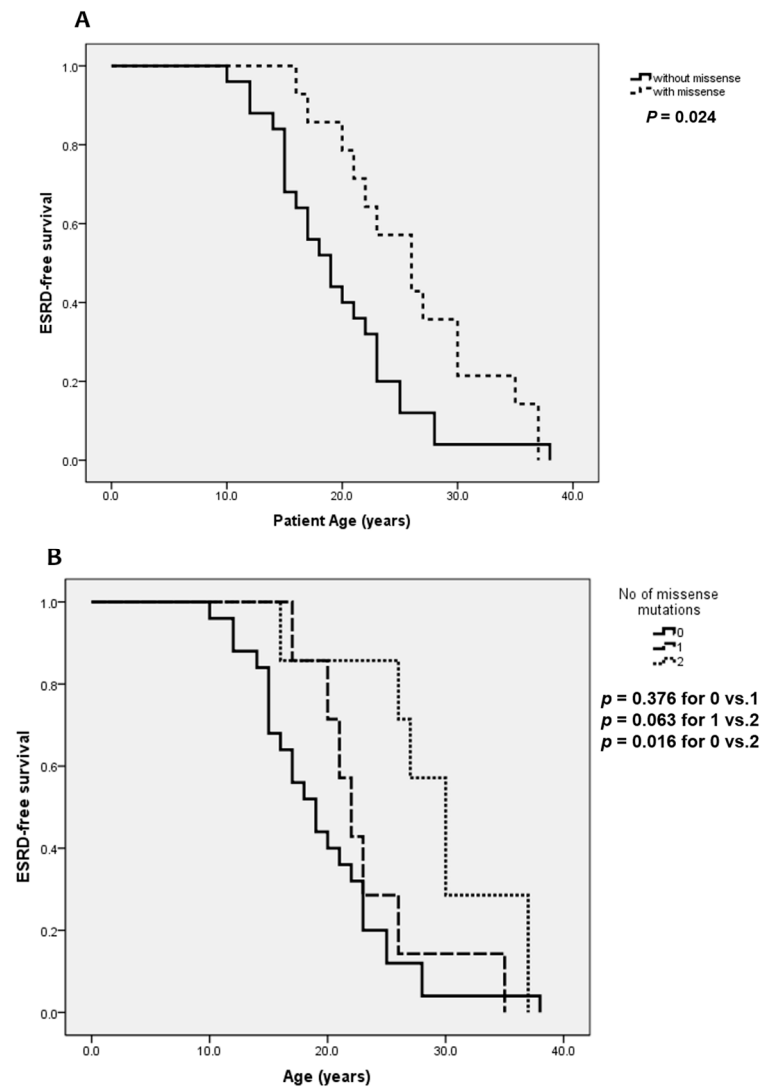 A
ESRD-free survival
1.0
0.8
0.6
0.4
0.2
0.0
0.0 10.0 20.0 30.0 40.0
Patient Age (years)
without missense
with missense
P = 0.024
B
ESRD-free survival
1.0
0.8
0.6
0.4
0.2
0.0
0.0 10.0 20.0 30.0 40.0
Age (years)
No of missense
mutations
0
1
2
p = 0.376 for 0 vs.1
p = 0.063 for 1 vs.2
p = 0.016 for 0 vs.2